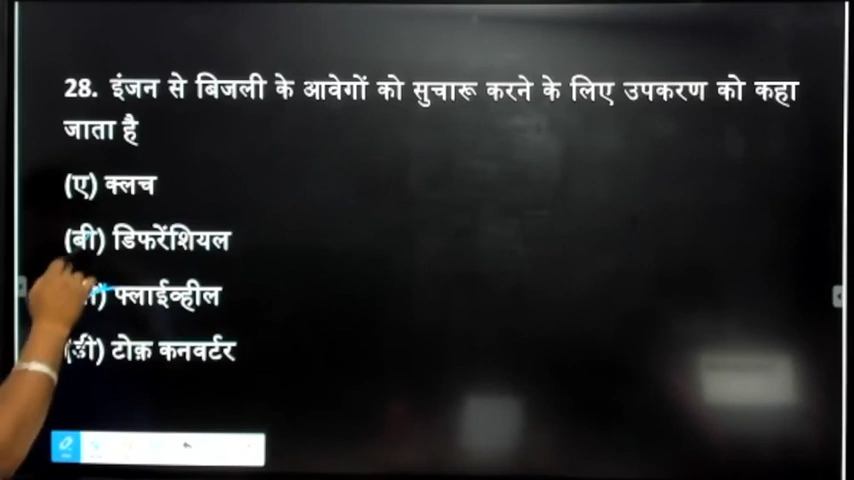 28. इंजन से बिजली के आवेगों को सुचारू करने के लिए उपकरण को कहा
जाता है
(ए) क्लच
(बी) डिफरेंशियल
फ्लाईव्हील
(डी) टोक़ कनवर्टर